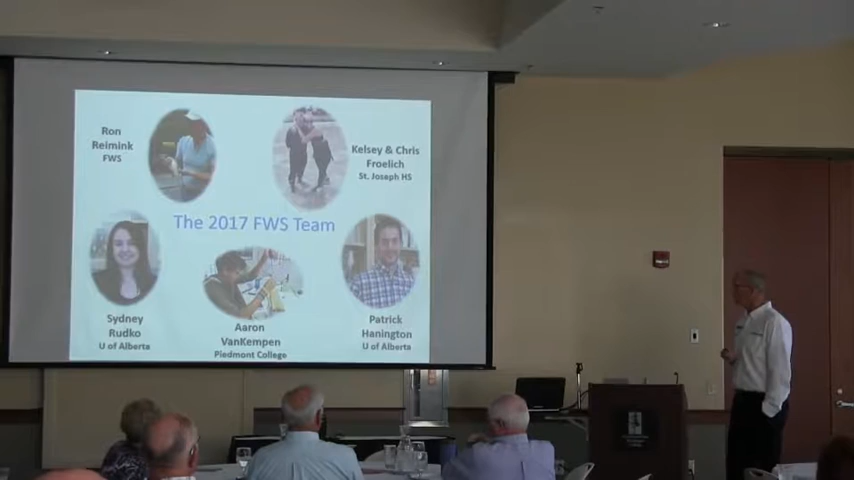 Ron
Reimink
FWS
Kelsey & Chris
Froelich
St. Joseph HS
The 2017 FWS Team
Sydney
Rudko
U of Alberta
Aaron
VanKempen
Piedmont College
Patrick
Hanington
U of Alberta